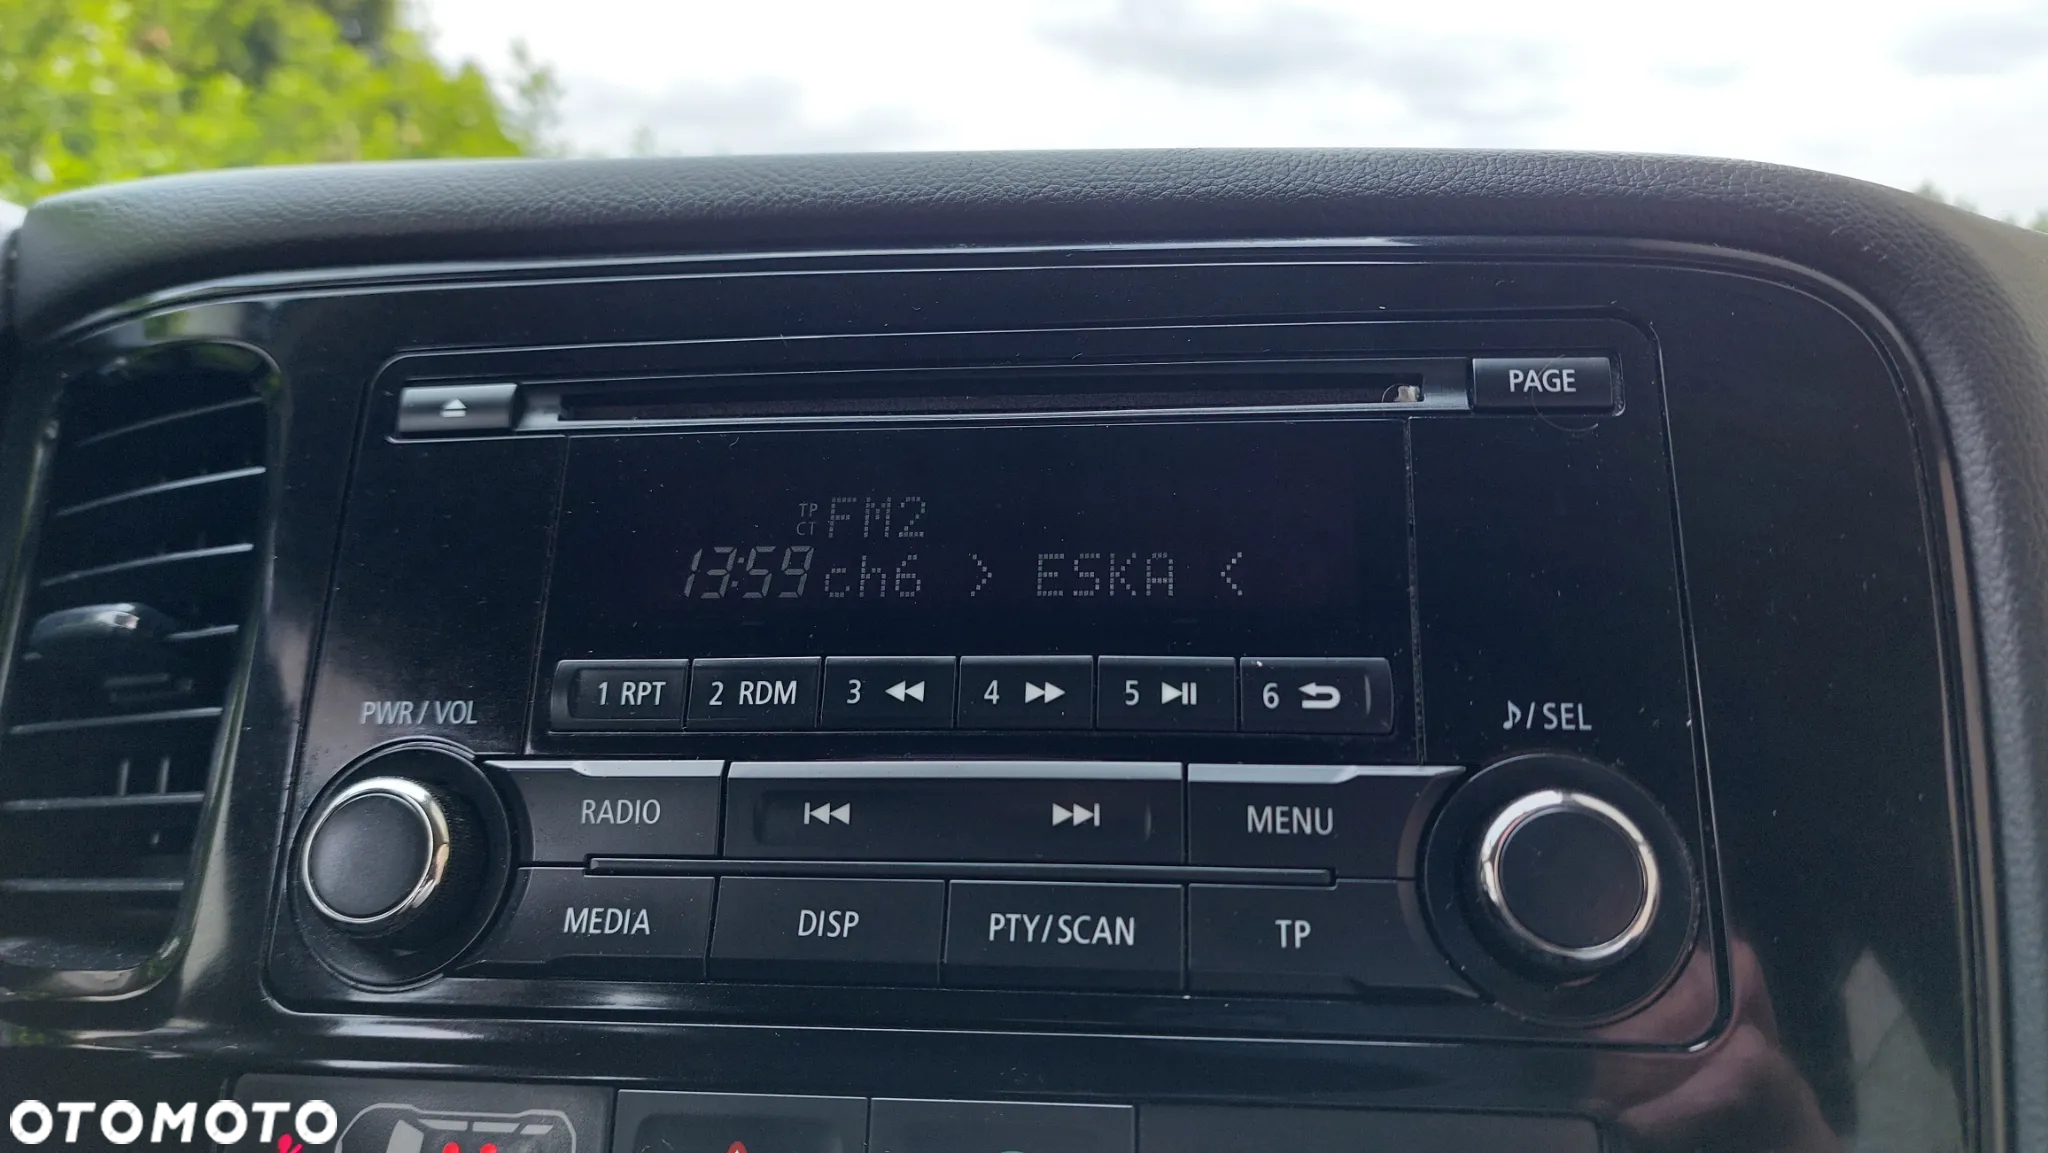 PAGE
TP FM2
CT
13:59 ch6 > ESKA <
1 RPT 2 RDM 3 4 5 6
PWR / VOL
♪/ SEL
RADIO MENU
MEDIA DISP PTY/SCAN TP
OTOMOTO